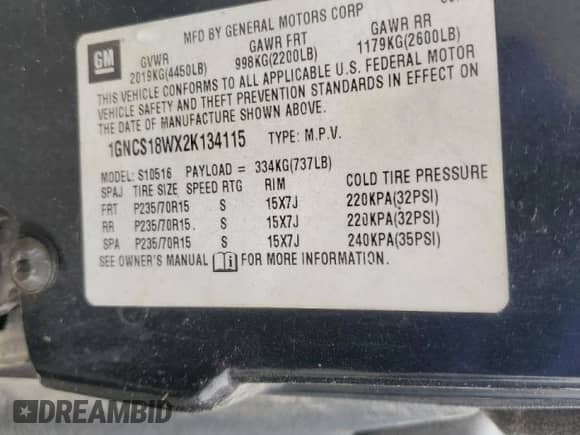 MFD BY GENERAL MOTORS CORP
GM
GVWR GAWR FRT GAWR RR
2019KG(4450LB) 998KG(2200LB) 1179KG(2600LB)
THIS VEHICLE CONFORMS TO ALL APPLICABLE U.S. FEDERAL MOTOR
VEHICLE SAFETY AND THEFT PREVENTION STANDARDS IN EFFECT ON
THE DATE OF MANUFACTURE SHOWN ABOVE.
1GNCS18WX2K134115 TYPE: M.P.V.
MODEL: S10516 PAYLOAD = 334KG(737LB)
SPAJ TIRE SIZE SPEED RTG RIM COLD TIRE PRESSURE
FRT P235/70R15 S 15X7J 220KPA(32PSI)
RR P235/70R15. S 15X7J 220KPA(32PSI)
SPA P235/70R15 S 15X7J 240KPA(35PSI)
SEE OWNER'S MANUAL FOR MORE INFORMATION.
DREAMBID